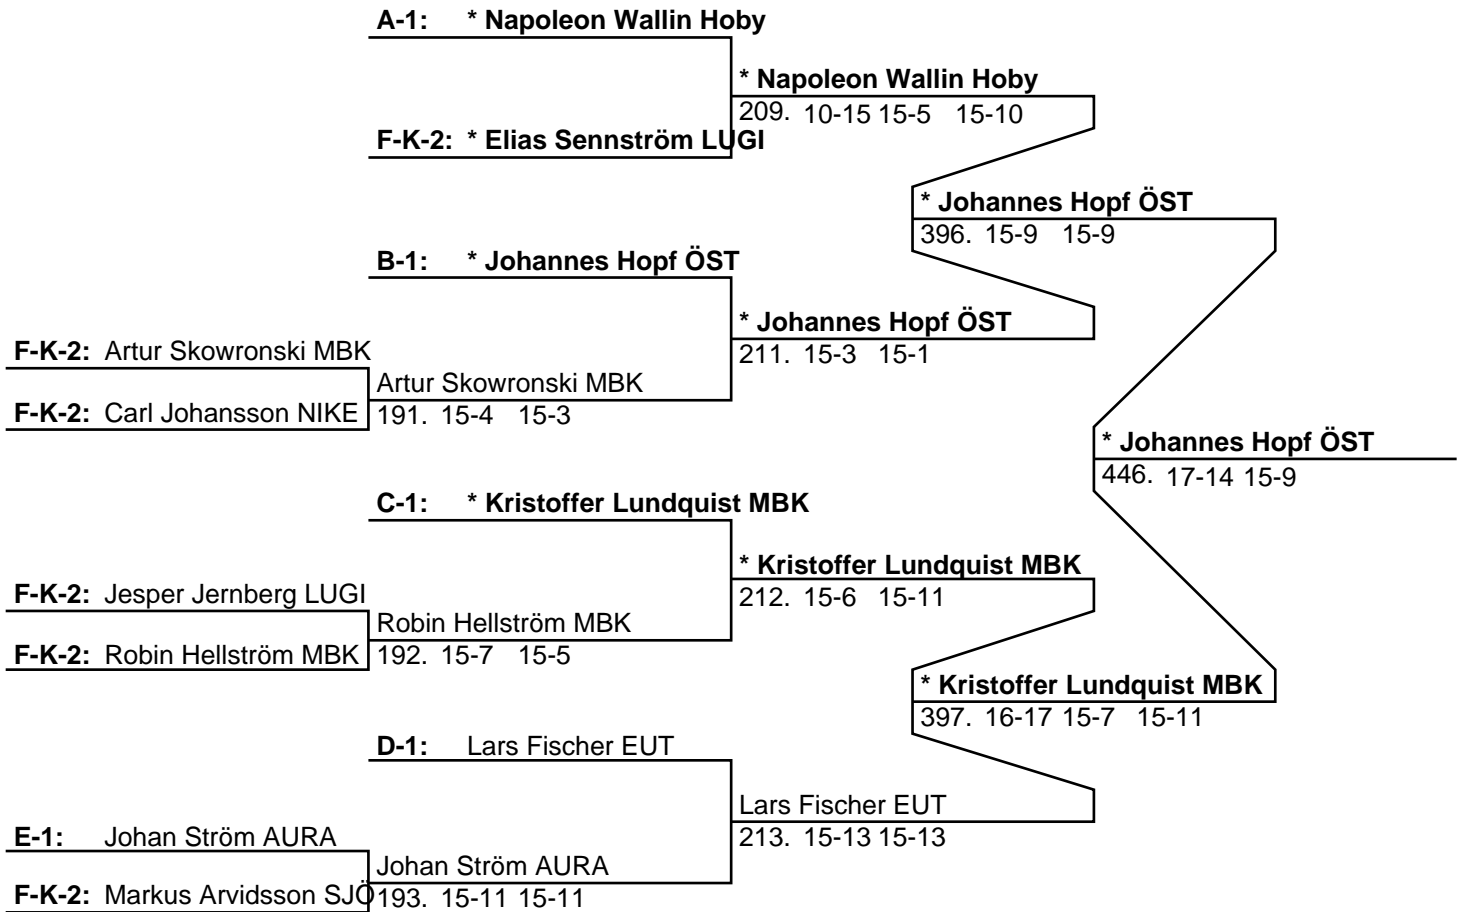 A-1: * Napoleon Wallin Hoby
* Napoleon Wallin Hoby
209. 10-15 15-5 15-10
F-K-2: * Elias Sennström LUGI
* Johannes Hopf ÖST
396. 15-9 15-9
B-1: * Johannes Hopf ÖST
* Johannes Hopf ÖST
211. 15-3 15-1
F-K-2: Artur Skowronski MBK
Artur Skowronski MBK
191. 15-4 15-3
F-K-2: Carl Johansson NIKE
* Johannes Hopf ÖST
446. 17-14 15-9
C-1: * Kristoffer Lundquist MBK
* Kristoffer Lundquist MBK
212. 15-6 15-11
F-K-2: Jesper Jernberg LUGI
Robin Hellström MBK
192. 15-7 15-5
F-K-2: Robin Hellström MBK
* Kristoffer Lundquist MBK
397. 16-17 15-7 15-11
D-1: Lars Fischer EUT
Lars Fischer EUT
213. 15-13 15-13
E-1: Johan Ström AURA
Johan Ström AURA
193. 15-11 15-11
F-K-2: Markus Arvidsson SJÖ